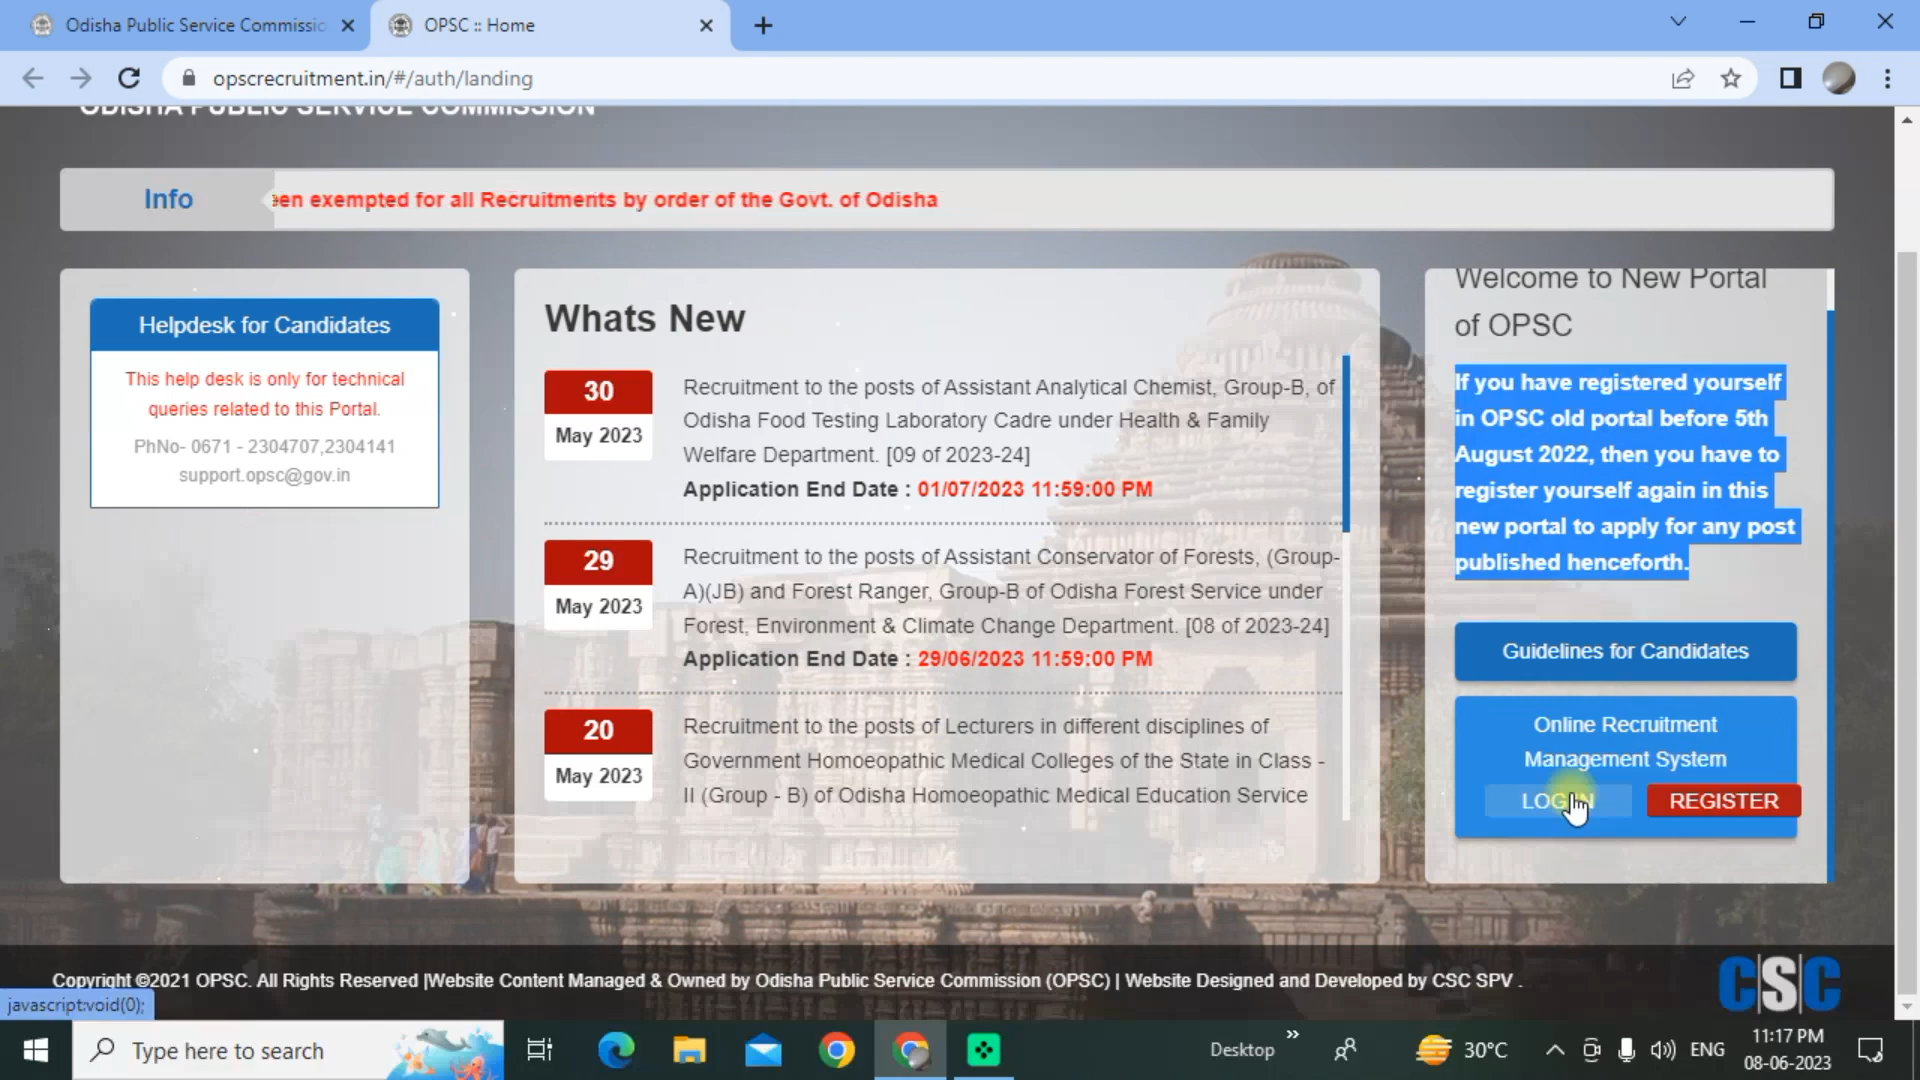 Odisha Public Service Commissio
OPSC :: Home
opscrecruitment.in/#/auth/landing
ODISHA PUBLIC SERVICE COMMISSION
Info
en exempted for all Recruitments by order of the Govt. of Odisha
Helpdesk for Candidates
This help desk is only for technical
queries related to this Portal.
PhNo- 0671 - 2304707,2304141
support.opsc@gov.in
Whats New
30
May 2023
Recruitment to the posts of Assistant Analytical Chemist, Group-B, of
Odisha Food Testing Laboratory Cadre under Health & Family
Welfare Department. [09 of 2023-24]
Application End Date : 01/07/2023 11:59:00 PM
29
May 2023
Recruitment to the posts of Assistant Conservator of Forests, (Group-
A)(JB) and Forest Ranger, Group-B of Odisha Forest Service under
Forest, Environment & Climate Change Department. [08 of 2023-24]
Application End Date : 29/06/2023 11:59:00 PM
20
May 2023
Recruitment to the posts of Lecturers in different disciplines of
Government Homoeopathic Medical Colleges of the State in Class -
II (Group - B) of Odisha Homoeopathic Medical Education Service
Welcome to New Portal
of OPSC
If you have registered yourself
in OPSC old portal before 5th
August 2022, then you have to
register yourself again in this
new portal to apply for any post
published henceforth.
Guidelines for Candidates
Online Recruitment
Management System
LOGIN
REGISTER
Copyright ©2021 OPSC. All Rights Reserved |Website Content Managed & Owned by Odisha Public Service Commission (OPSC) | Website Designed and Developed by CSC SPV .
CSC
javascript:void(0);
Type here to search
Desktop
30°C
ENG
11:17 PM
08-06-2023